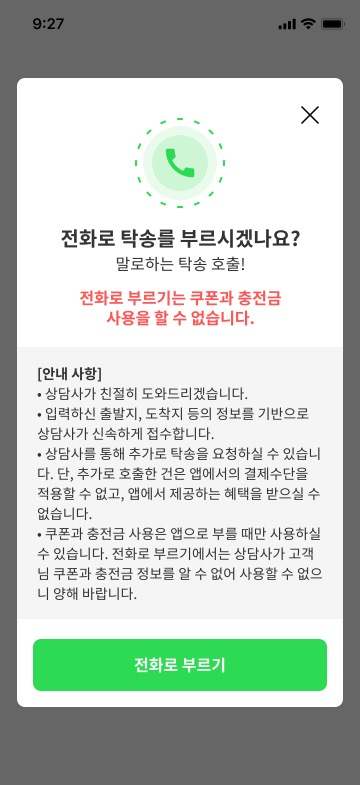 9:27
전화로 탁송를 부르시겠나요?
말로하는 탁송 호출!
전화로 부르기는 쿠폰과 충전금
사용을 할 수 없습니다.
[안내 사항]
• 상담사가 친절히 도와드리겠습니다.
• 입력하신 출발지, 도착지 등의 정보를 기반으로
상담사가 신속하게 접수합니다.
• 상담사를 통해 추가로 탁송을 요청하실 수 있습니
다. 단, 추가로 호출한 건은 앱에서의 결제수단을
적용할 수 없고, 앱에서 제공하는 혜택을 받으실 수
없습니다.
• 쿠폰과 충전금 사용은 앱으로 부를 때만 사용하실
수 있습니다. 전화로 부르기에서는 상담사가 고객
님 쿠폰과 충전금 정보를 알 수 없어 사용할 수 없으
니 양해 바랍니다.
전화로 부르기